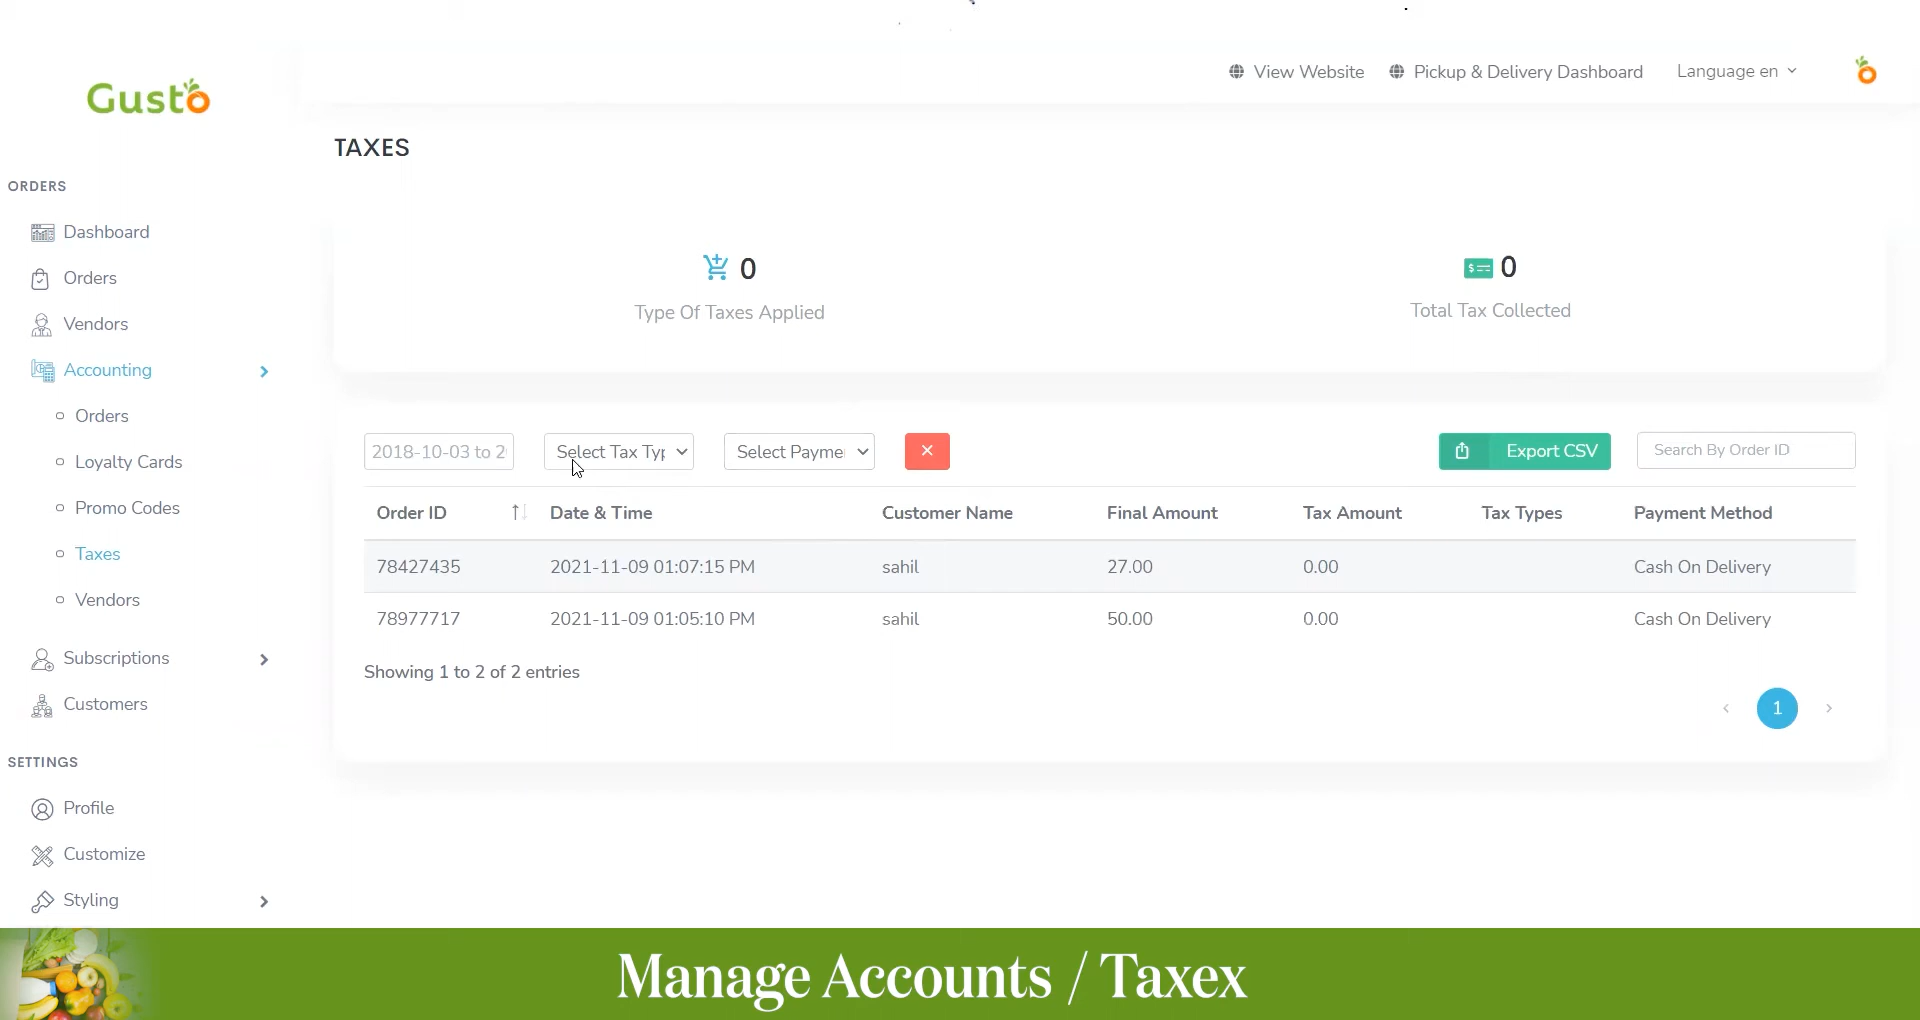 View Website
Pickup & Delivery Dashboard
Language en
Gusto
TAXES
ORDERS
Dashboard
Orders
Vendors
Accounting
Orders
Loyalty Cards
Promo Codes
Taxes
Vendors
Subscriptions
Customers
SETTINGS
Profile
Customize
Styling
0
Type Of Taxes Applied
0
Total Tax Collected
2018-10-03 to 2
Select Tax Typ
Select Payme
Export CSV
Search By Order ID
Order ID Date & Time Customer Name Final Amount Tax Amount Tax Types Payment Method
78427435 2021-11-09 01:07:15 PM sahil 27.00 0.00 Cash On Delivery
78977717 2021-11-09 01:05:10 PM sahil 50.00 0.00 Cash On Delivery
Showing 1 to 2 of 2 entries
1
Manage Accounts / Taxex